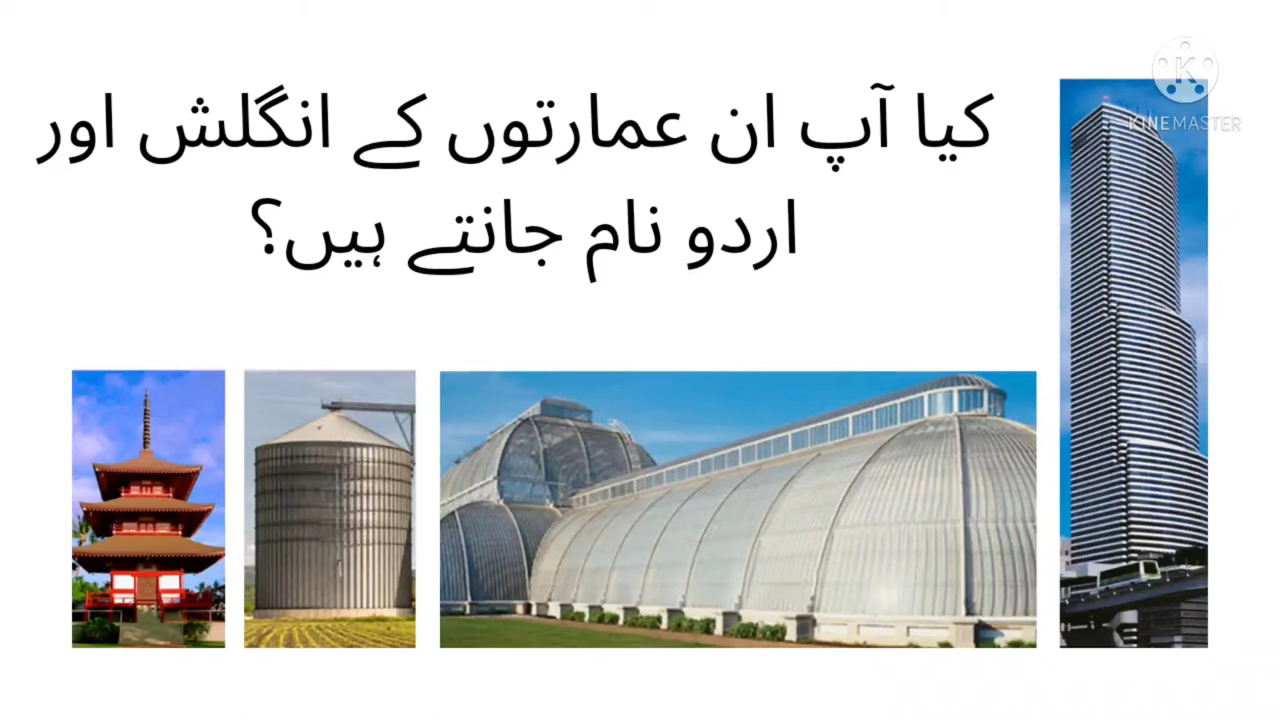 کیا آپ ان عمارتوں کے انگلش اور
اردو نام جانتے ہیں؟
K
KINEMASTER